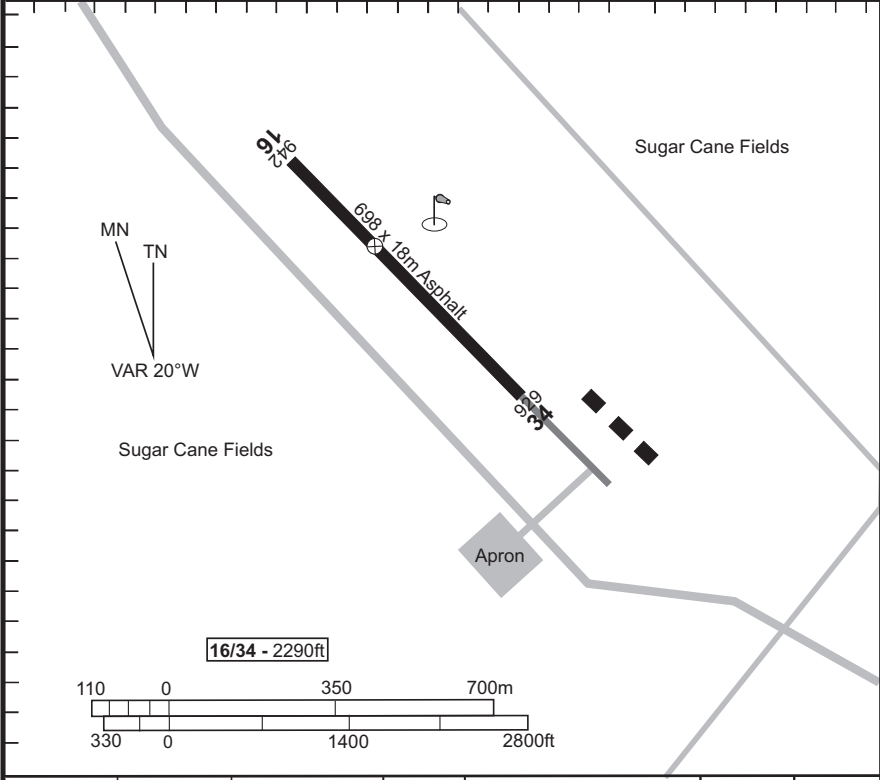 Sugar Cane Fields
16
942
698 x 18m Asphalt
MN
TN
VAR 20°W
929
34
Sugar Cane Fields
Apron
16/34 - 2290ft
110 0 350 700m
330 0 1400 2800ft